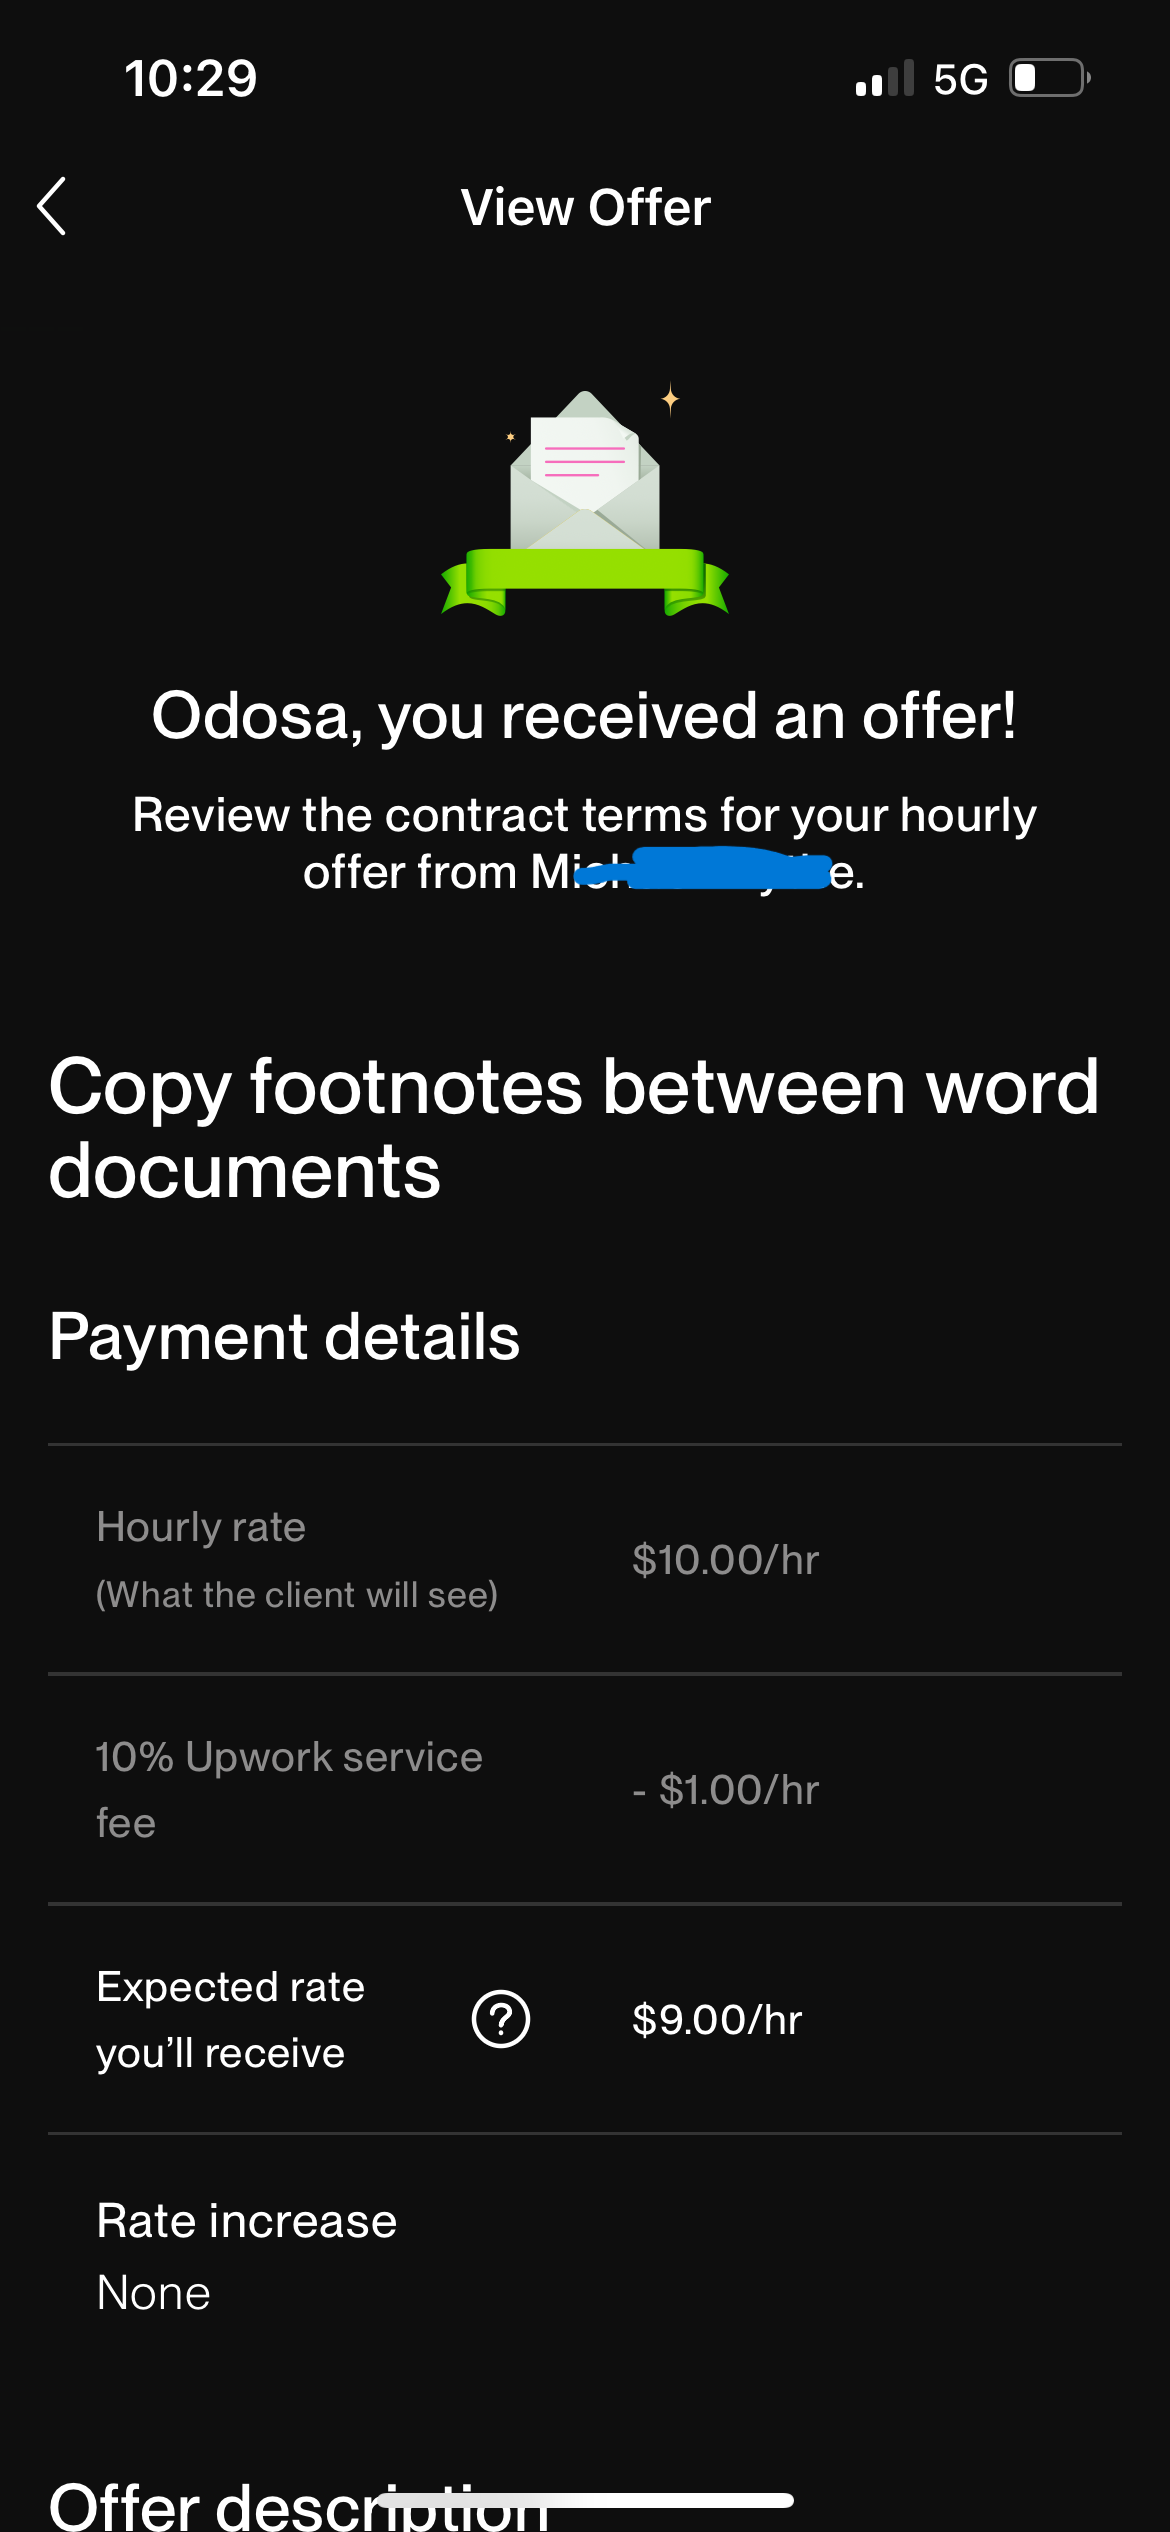 10:29
5G
View Offer
Odosa, you received an offer!
Review the contract terms for your hourly
offer from
Copy footnotes between word
documents
Payment details
Hourly rate
(What the client will see)
$10.00/hr
10% Upwork service
fee
- $1.00/hr
Expected rate
you’ll receive
?
$9.00/hr
Rate increase
None
Offer description